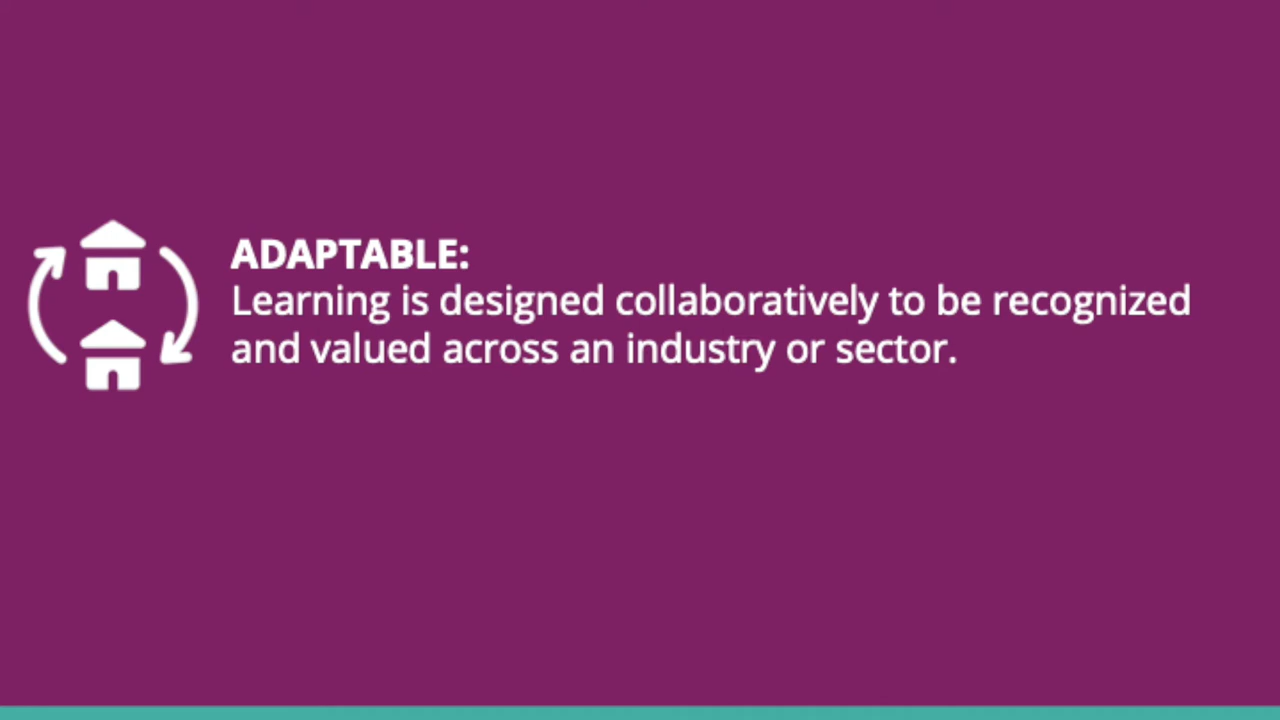 ADAPTABLE:
Learning is designed collaboratively to be recognized
and valued across an industry or sector.